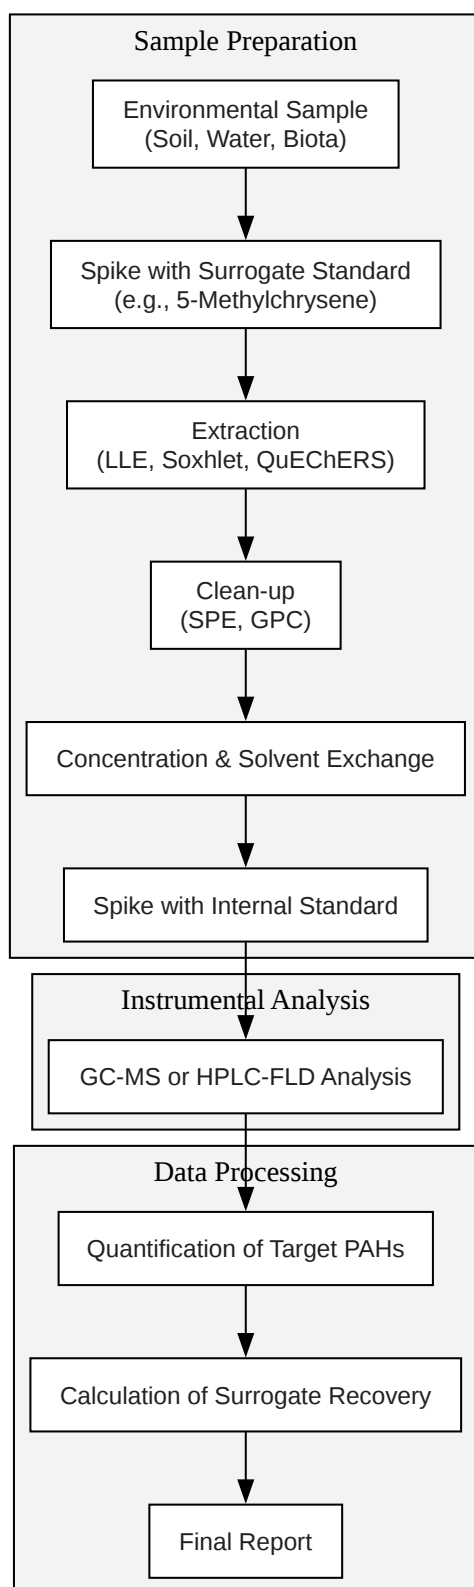 Sample Preparation
Environmental Sample
(Soil, Water, Biota)
Spike with Surrogate Standard
(e.g., 5-Methylchrysene)
Extraction
(LLE, Soxhlet, QuEChERS)
Clean-up
(SPE, GPC)
Concentration & Solvent Exchange
Spike with Internal Standard
Instrumental Analysis
GC-MS or HPLC-FLD Analysis
Data Processing
Quantification of Target PAHs
Calculation of Surrogate Recovery
Final Report